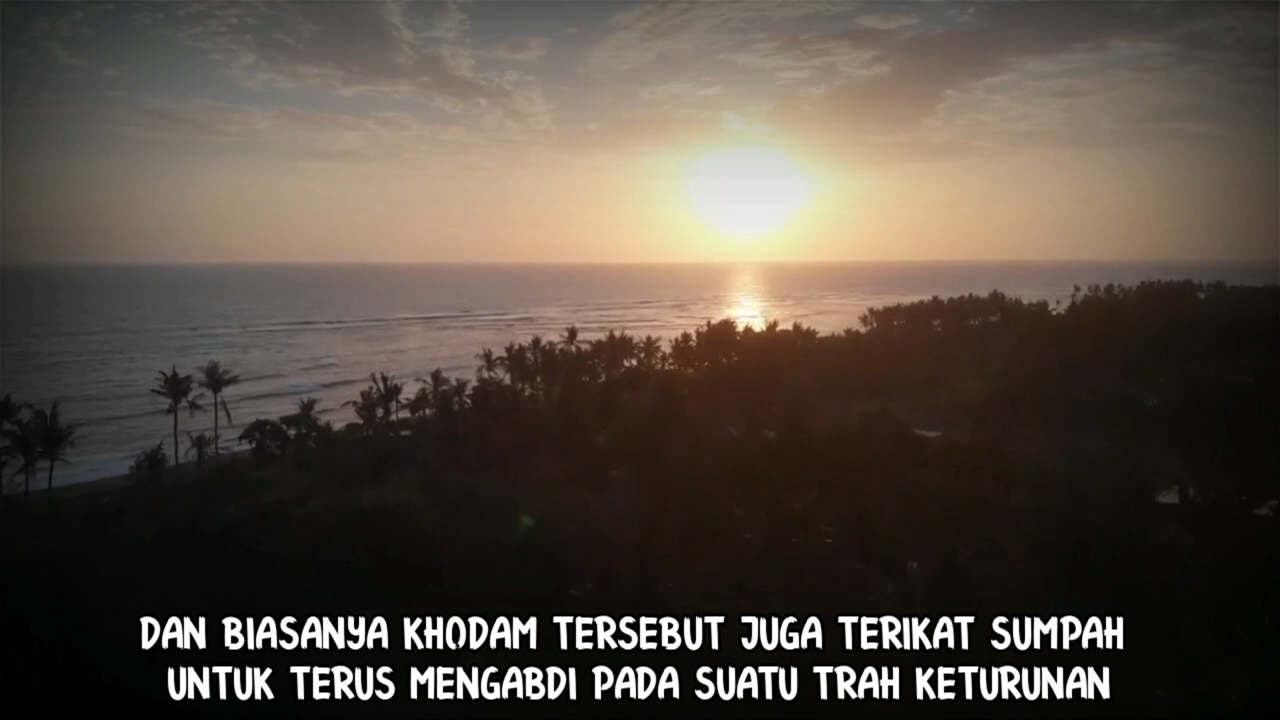 DAN BIASANYA KHODAM TERSEBUT JUGA TERIKAT SUMPAH
UNTUK TERUS MENGABDI PADA SUATU TRAH KETURUNAN